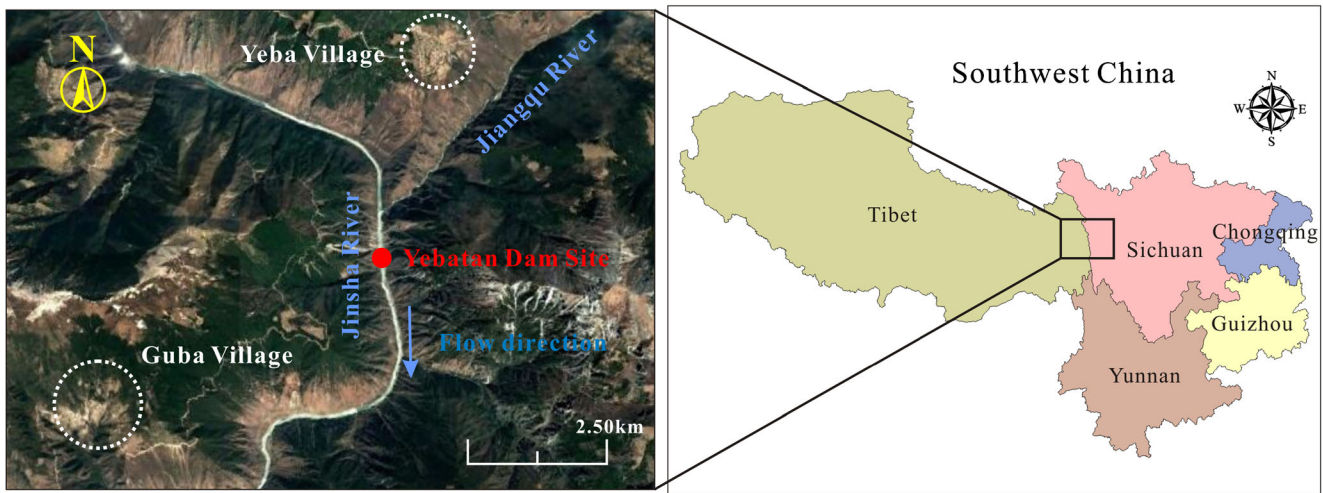 N
Yeba Village
Jiangqu River
Jinsha River
Yebatan Dam Site
Flow direction
Guba Village
2.50km
Southwest China
N
W
E
S
Tibet
Sichuan
Chongqing
Guizhou
Yunnan